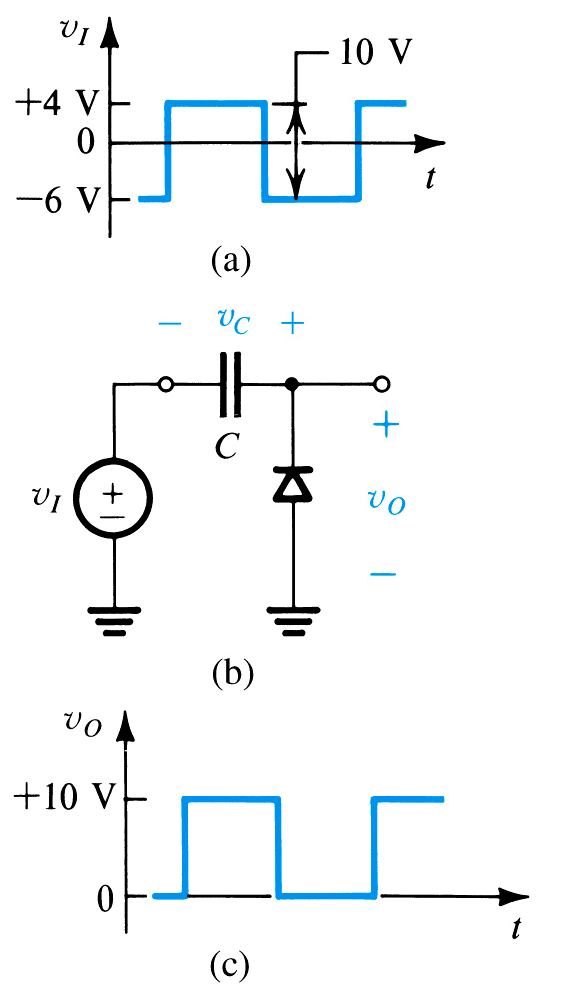 v_I
10 V
+4 V
0
−6 V
t
(a)
− v_C +
C
+
v_I
+
−
v_O
−
(b)
v_O
+10 V
0
t
(c)